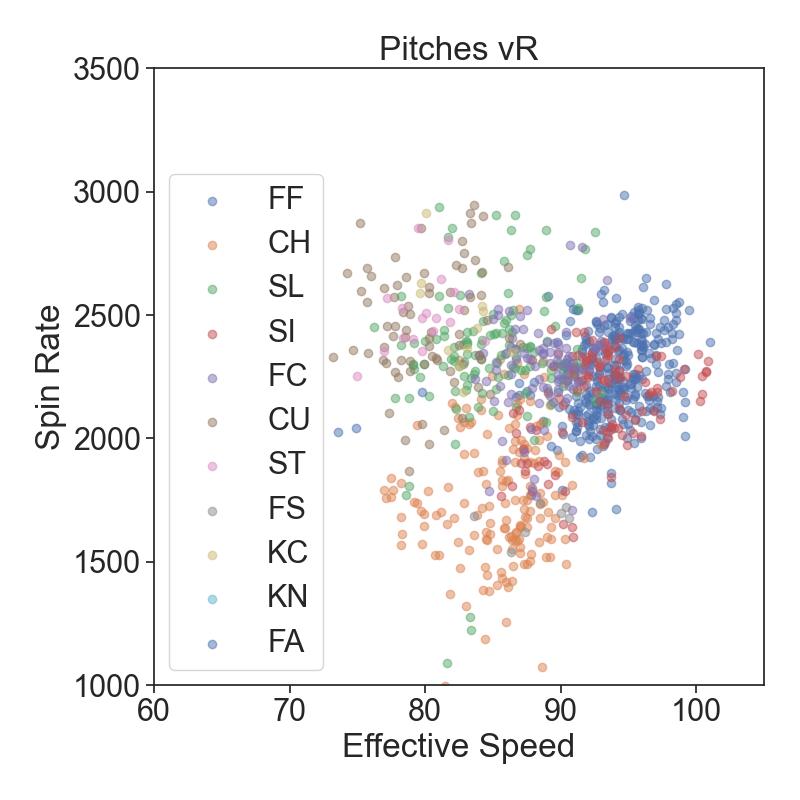 Pitches vR
3500
3000
2500
2000
1500
1000
Spin Rate
FF
CH
SL
SI
FC
CU
ST
FS
KC
KN
FA
60 70 80 90 100
Effective Speed